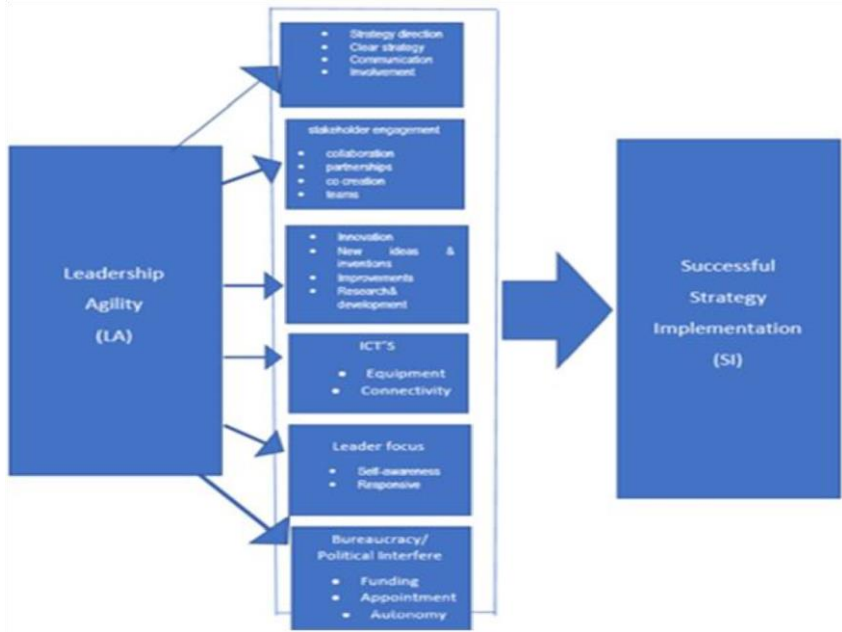 Leadership
Agility
(LA)
• Strategy direction
• Clear strategy
• Communication
• Involvement
stakeholder engagement
• collaboration
• partnerships
• co creation
• teams
• Innovation
• New ideas &
inventions
• Improvements
• Research&
development
ICT'S
• Equipment
• Connectivity
Leader focus
• Self-awareness
• Responsive
Bureaucracy/
Political Interfere
• Funding
• Appointment
• Autonomy
Successful
Strategy
Implementation
(SI)